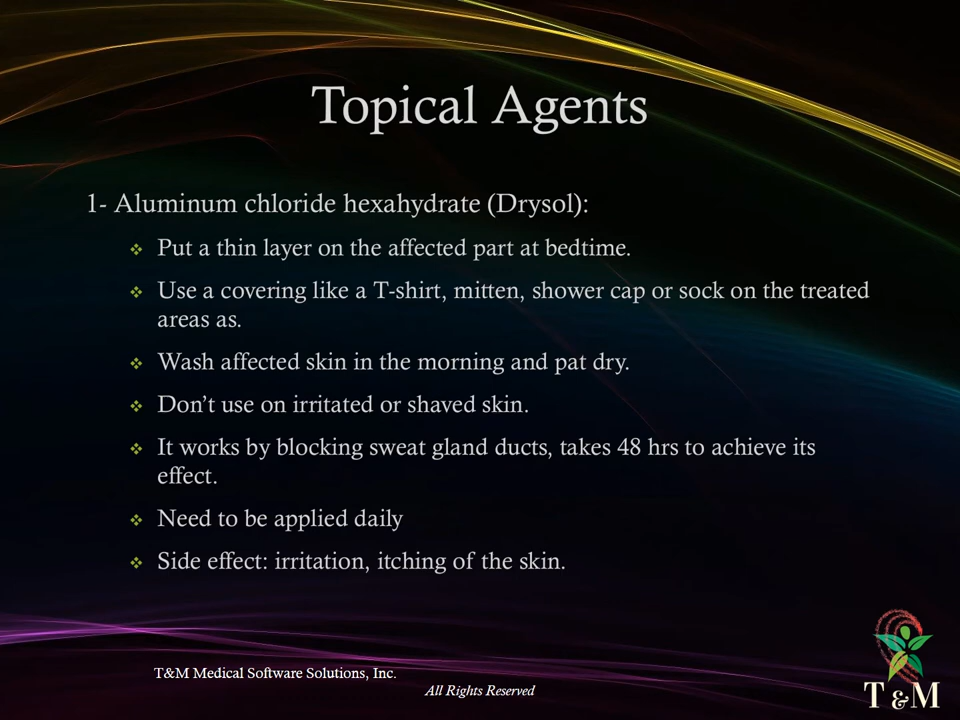 Topical Agents
1- Aluminum chloride hexahydrate (Drysol):
❖ Put a thin layer on the affected part at bedtime.
❖ Use a covering like a T-shirt, mitten, shower cap or sock on the treated
areas as.
❖ Wash affected skin in the morning and pat dry.
❖ Don’t use on irritated or shaved skin.
❖ It works by blocking sweat gland ducts, takes 48 hrs to achieve its
effect.
❖ Need to be applied daily
❖ Side effect: irritation, itching of the skin.
T&M Medical Software Solutions, Inc.
All Rights Reserved
T & M